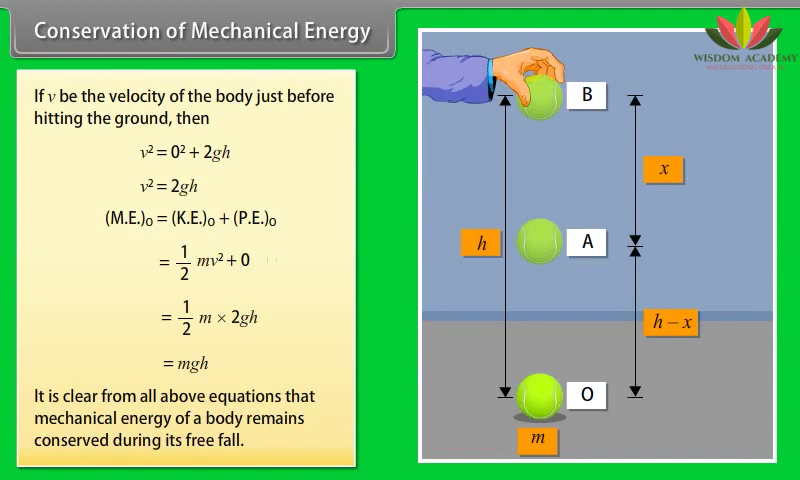 Conservation of Mechanical Energy
WISDOM ACADEMY
If v be the velocity of the body just before
hitting the ground, then
v² = 0² + 2gh
v² = 2gh
(M.E.)₀ = (K.E.)₀ + (P.E.)₀
= 1/2 mv² + 0
= 1/2 m × 2gh
= mgh
It is clear from all above equations that
mechanical energy of a body remains
conserved during its free fall.
B
x
h
A
h – x
O
m